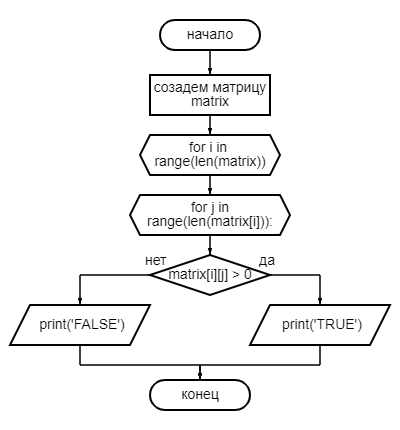 начало
созадем матрицу
matrix
for i in
range(len(matrix))
for j in
range(len(matrix[i])):
нет
да
matrix[i][j] > 0
print('FALSE')
print('TRUE')
конец